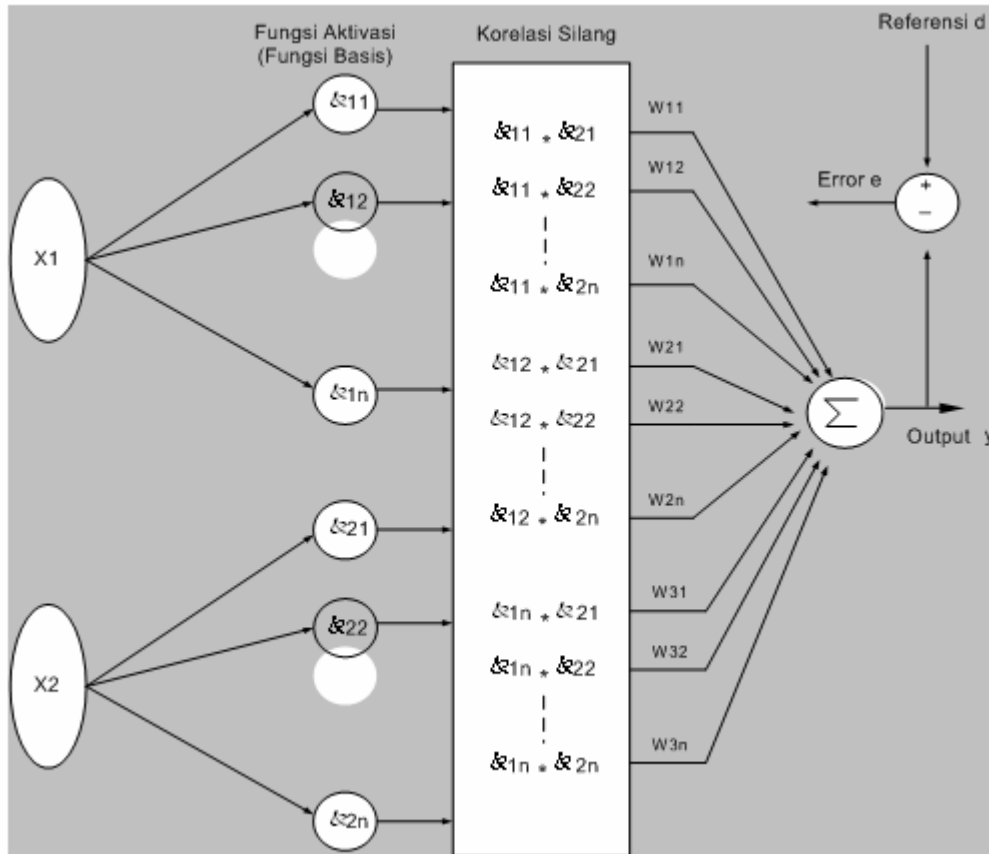 Referensi d
Fungsi Aktivasi
(Fungsi Basis)
Korelasi Silang
X1
&11
&12
&1n
X2
&21
&22
&2n
&11 * &21
&11 * &22
&11 * &2n
&12 * &21
&12 * &22
&12 * &2n
&1n * &21
&1n * &22
&1n * &2n
W11
W12
W1n
W21
W22
W2n
W31
W32
W3n
Error e
+
−
Σ
Output y